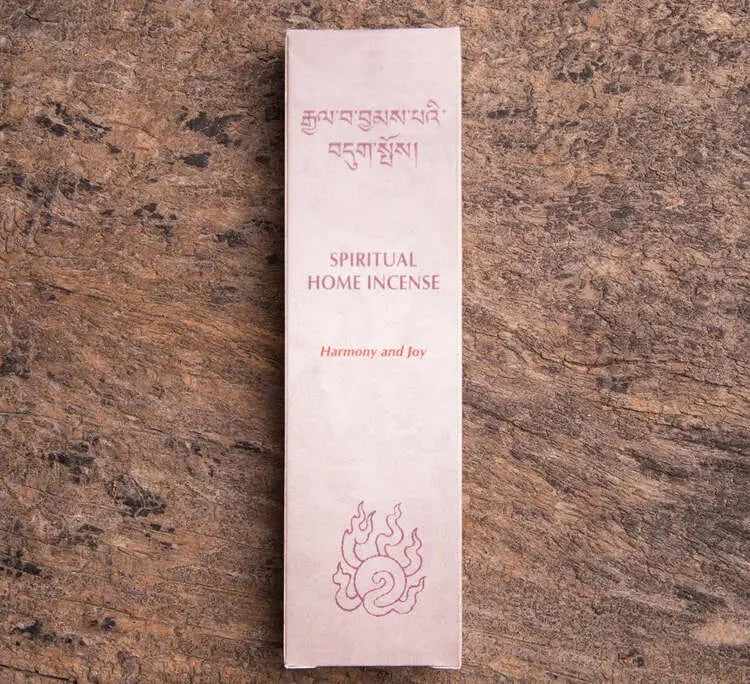 རྒྱལ་བ་བྱམས་པའི་
བདུག་སྤོས།
SPIRITUAL
HOME INCENSE
Harmony and Joy